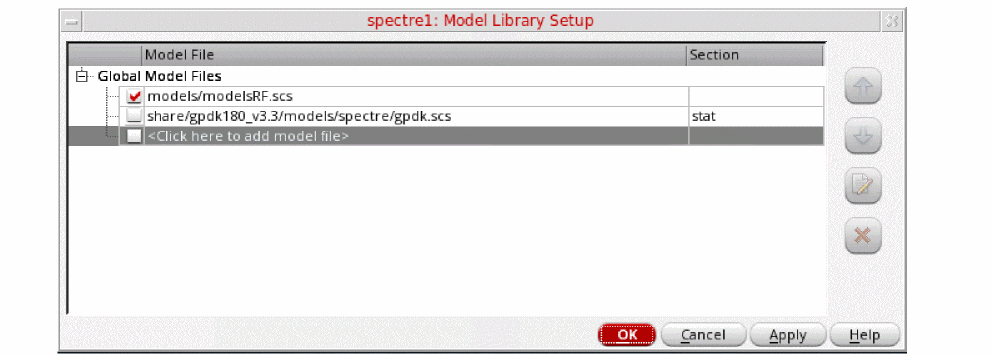 spectre1: Model Library Setup
Model File Section
Global Model Files
models/modelsRF.scs
share/gpdk180_v3.3/models/spectre/gpdk.scs stat
<Click here to add model file>
OK Cancel Apply Help